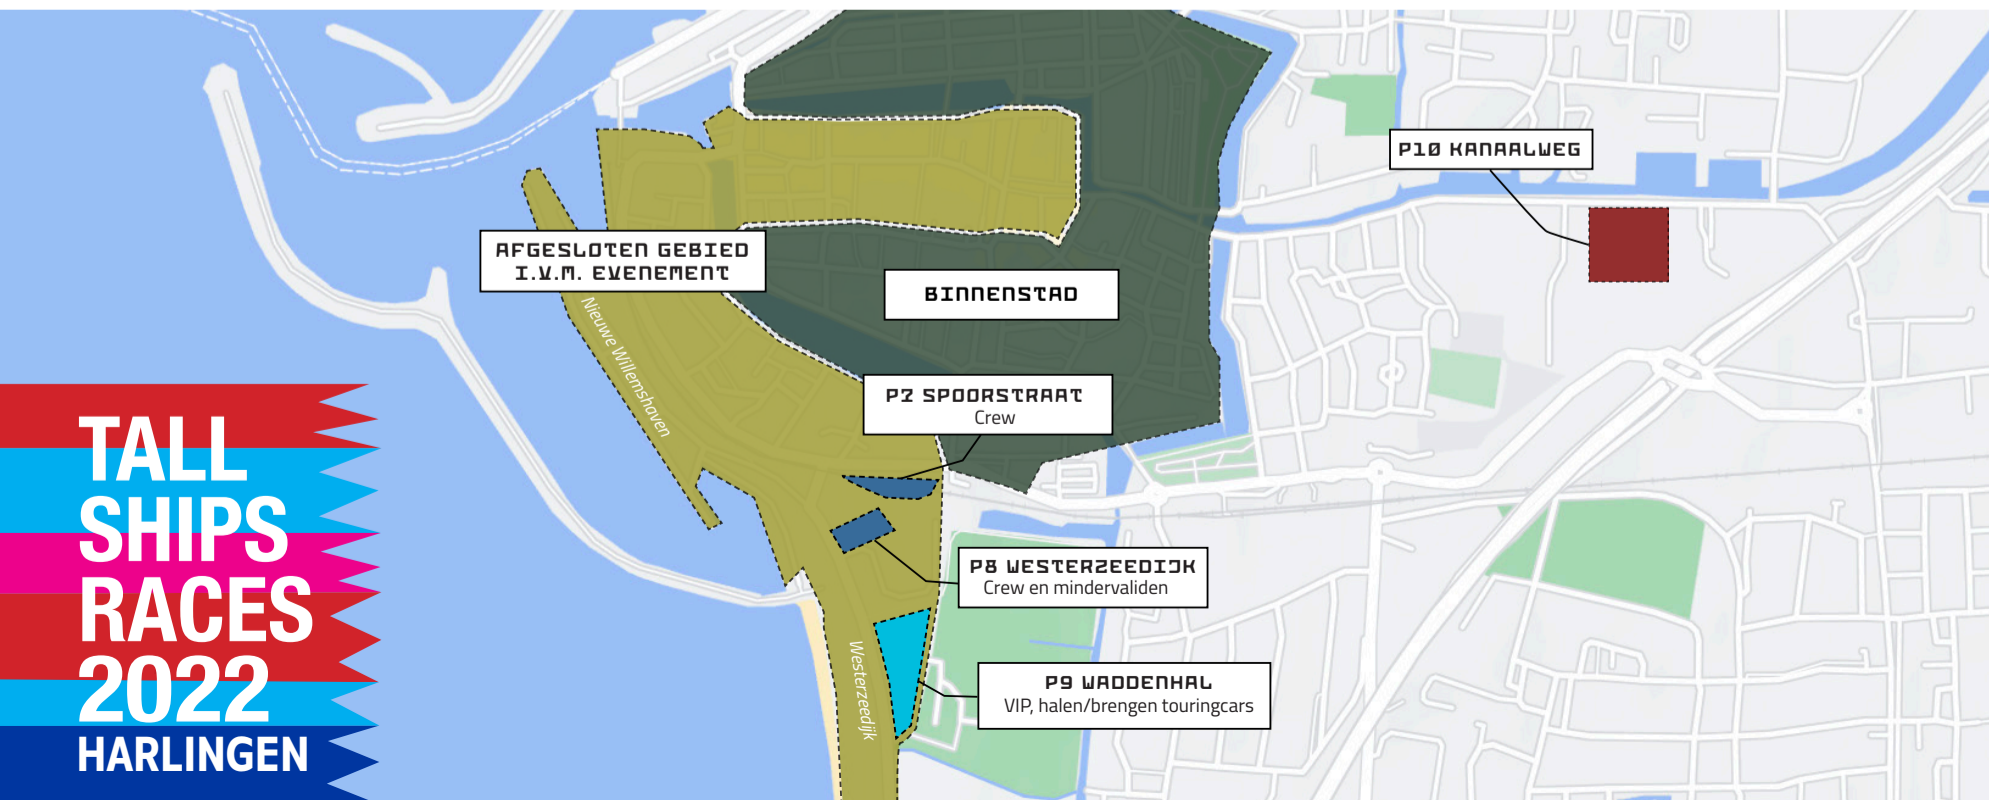 P10 KANAALWEG
AFGESLOTEN GEBIED
I.V.M. EVENEMENT
BINNENSTAD
Nieuwe Willemshaven
P7 SPOORSTRAAT
Crew
P8 WESTERZEEDIJK
Crew en mindervaliden
Westerzeedijk
P9 WADDENHAL
VIP, halen/brengen touringcars
TALL
SHIPS
RACES
2022
HARLINGEN